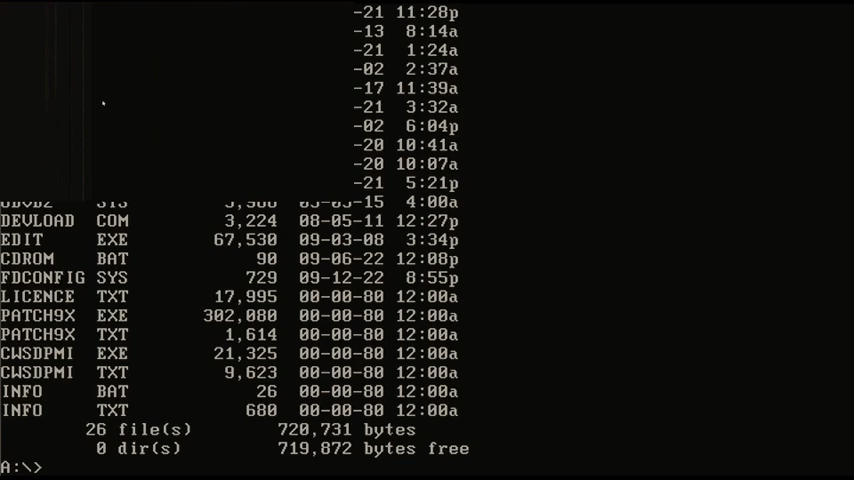 -21 11:28p
-13 8:14a
-21 1:24a
-02 2:37a
-17 11:39a
-21 3:32a
-02 6:04p
-20 10:41a
-20 10:07a
-21 5:21p
SYS -15 4:00a
DEVLOAD COM 3,224 08-05-11 12:27p
EDIT EXE 67,530 09-03-08 3:34p
CDROM BAT 90 09-06-22 12:08p
FDCONFIG SYS 729 09-12-22 8:55p
LICENCE TXT 17,995 00-00-80 12:00a
PATCH9X EXE 302,080 00-00-80 12:00a
PATCH9X TXT 1,614 00-00-80 12:00a
CWSDPMI EXE 21,325 00-00-80 12:00a
CWSDPMI TXT 9,623 00-00-80 12:00a
INFO BAT 26 00-00-80 12:00a
INFO TXT 680 00-00-80 12:00a
26 file(s) 720,731 bytes
0 dir(s) 719,872 bytes free
A:\>